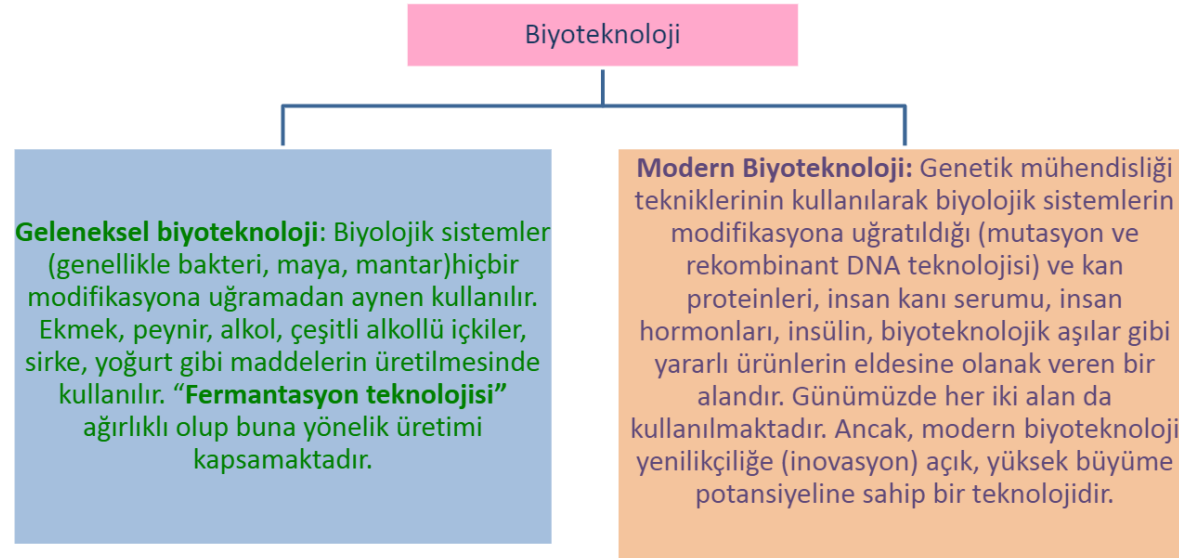 Biyoteknoloji
Geleneksel biyoteknoloji: Biyolojik sistemler
(genellikle bakteri, maya, mantar)hiçbir
modifikasyona uğramadan aynen kullanılır.
Ekmek, peynir, alkol, çeşitli alkollü içkiler,
sirke, yoğurt gibi maddelerin üretilmesinde
kullanılır. “Fermantasyon teknolojisi”
ağırlıklı olup buna yönelik üretimi
kapsamaktadır.
Modern Biyoteknoloji: Genetik mühendisliği
tekniklerinin kullanılarak biyolojik sistemlerin
modifikasyona uğratıldığı (mutasyon ve
rekombinant DNA teknolojisi) ve kan
proteinleri, insan kanı serumu, insan
hormonları, insülin, biyoteknolojik aşılar gibi
yararlı ürünlerin eldesine olanak veren bir
alandır. Günümüzde her iki alan da
kullanılmaktadır. Ancak, modern biyoteknoloji
yenilikçiliğe (inovasyon) açık, yüksek büyüme
potansiyeline sahip bir teknolojidir.